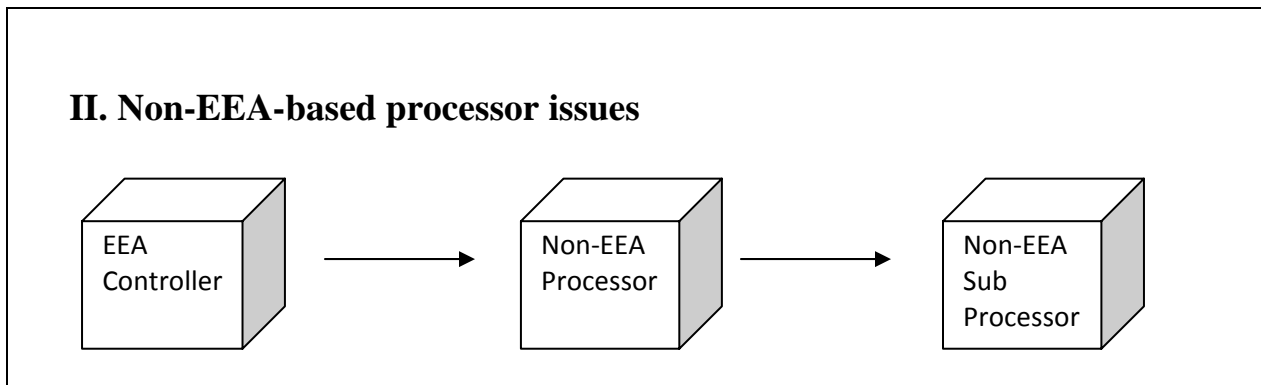 II. Non-EEA-based processor issues
EEA
Controller
Non-EEA
Processor
Non-EEA
Sub
Processor